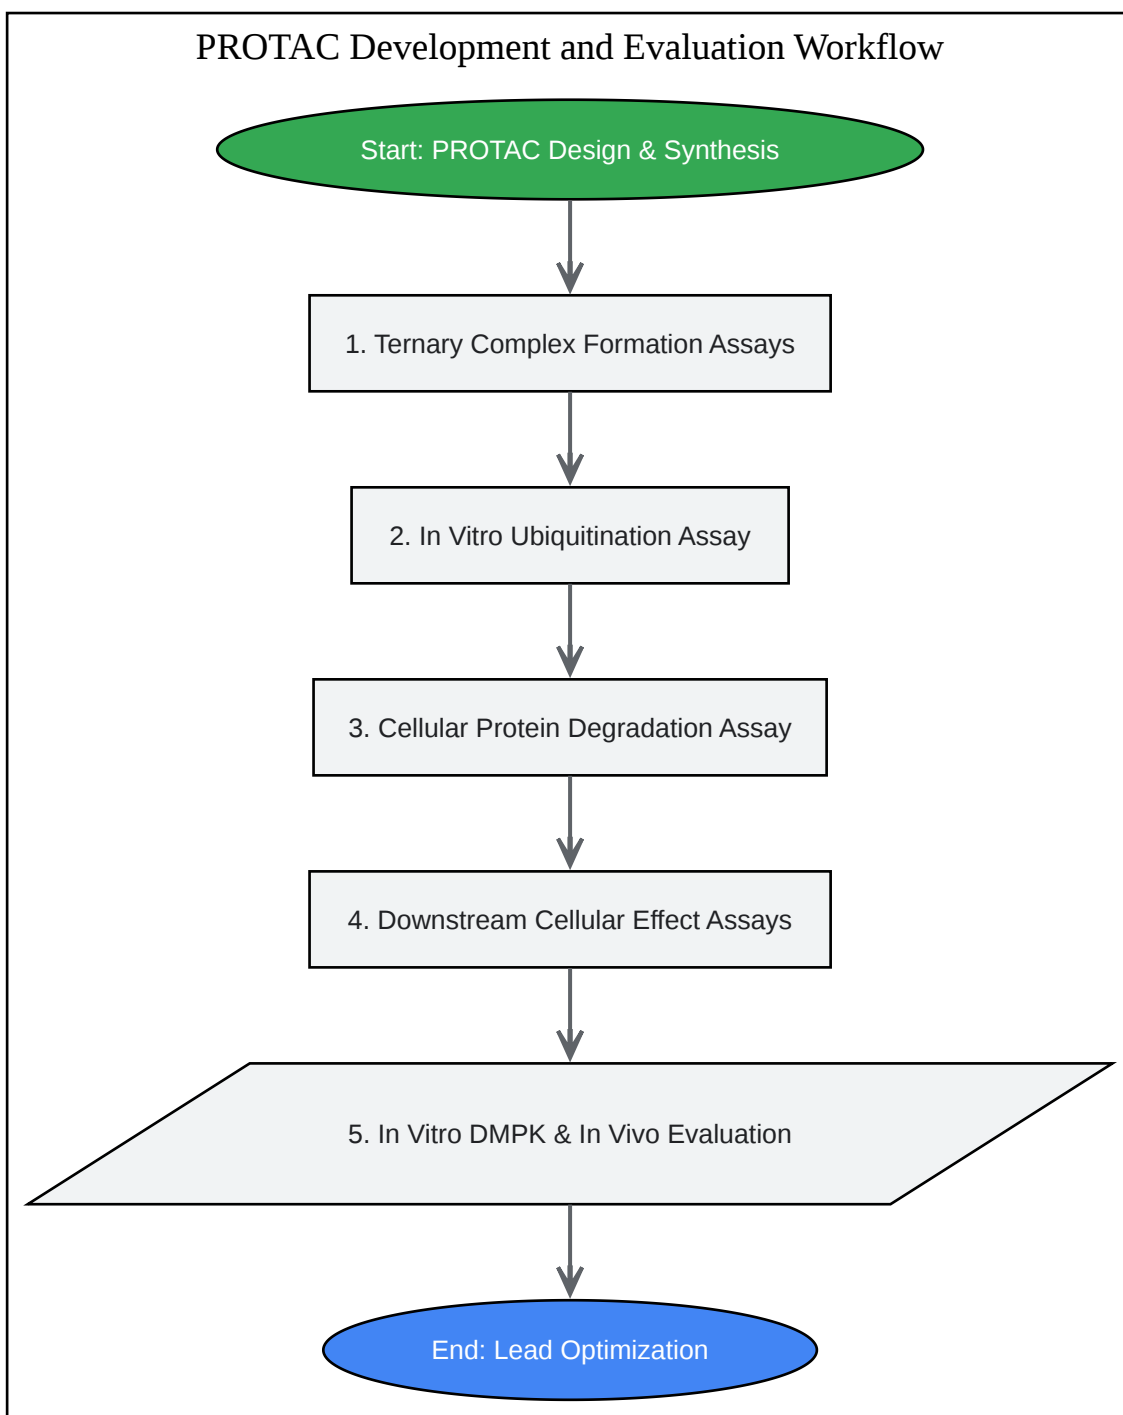 PROTAC Development and Evaluation Workflow
Start: PROTAC Design & Synthesis
1. Ternary Complex Formation Assays
2. In Vitro Ubiquitination Assay
3. Cellular Protein Degradation Assay
4. Downstream Cellular Effect Assays
5. In Vitro DMPK & In Vivo Evaluation
End: Lead Optimization